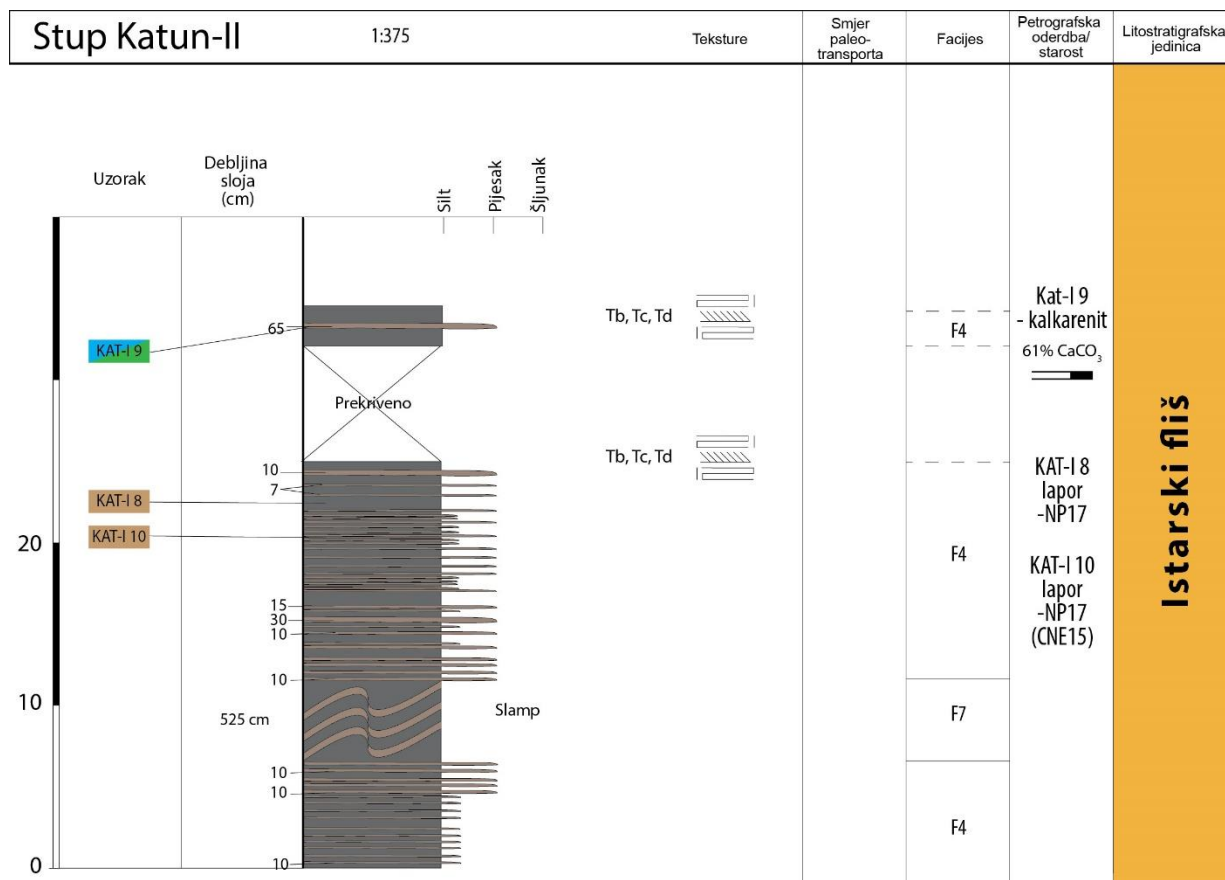 Stup Katun-II
1:375
Teksture
Smjer
paleo-
transporta
Facijes
Petrografska
oderdba/
starost
Litostratigrafska
jedinica
Uzorak
Debljina
sloja
(cm)
Silt
Pijesak
Šljunak
65
KAT-I 9
Tb, Tc, Td
F4
Kat-I 9
- kalkarenit
61% CaCO₃
Prekriveno
10
7
KAT-I 8
KAT-I 10
Tb, Tc, Td
KAT-I 8
lapor
-NP17
20
F4
KAT-I 10
lapor
-NP17
(CNE15)
15
30
10
10
10
525 cm
Slamp
F7
10
10
F4
10
0
Istarski fliš